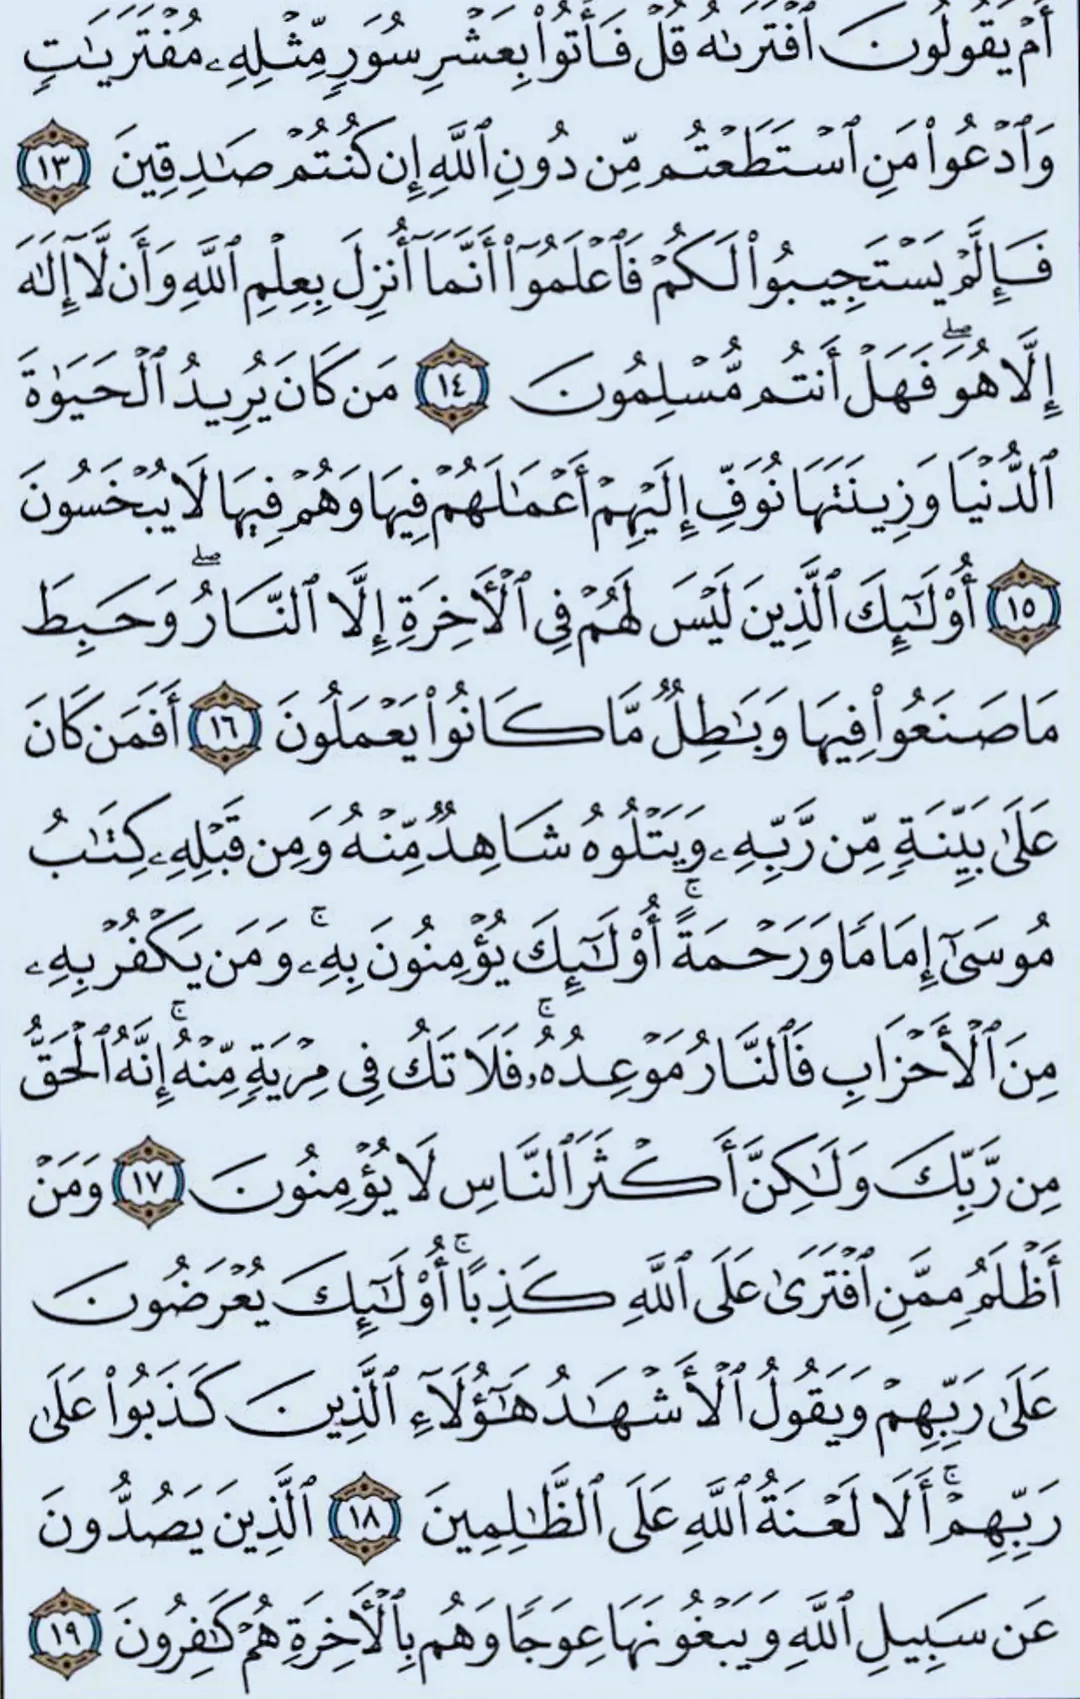 أَمْ يَقُولُونَ ٱفْتَرَىٰهُ قُلْ فَأْتُوا۟ بِعَشْرِ سُوَرٍ مِّثْلِهِۦ مُفْتَرَيَـٰتٍ
وَٱدْعُوا۟ مَنِ ٱسْتَطَعْتُم مِّن دُونِ ٱللَّهِ إِن كُنتُمْ صَـٰدِقِينَ ١٣
فَإِلَّمْ يَسْتَجِيبُوا۟ لَكُمْ فَٱعْلَمُوٓا۟ أَنَّمَآ أُنزِلَ بِعِلْمِ ٱللَّهِ وَأَن لَّآ إِلَـٰهَ
إِلَّا هُوَ ۖ فَهَلْ أَنتُم مُّسْلِمُونَ ١٤ مَن كَانَ يُرِيدُ ٱلْحَيَوٰةَ
ٱلدُّنْيَا وَزِينَتَهَا نُوَفِّ إِلَيْهِمْ أَعْمَـٰلَهُمْ فِيهَا وَهُمْ فِيهَا لَا يُبْخَسُونَ
١٥ أُو۟لَـٰٓئِكَ ٱلَّذِينَ لَيْسَ لَهُمْ فِى ٱلْـَٔاخِرَةِ إِلَّا ٱلنَّارُ ۖ وَحَبِطَ
مَا صَنَعُوا۟ فِيهَا وَبَـٰطِلٌ مَّا كَانُوا۟ يَعْمَلُونَ ١٦ أَفَمَن كَانَ
عَلَىٰ بَيِّنَةٍ مِّن رَّبِّهِۦ وَيَتْلُوهُ شَاهِدٌ مِّنْهُ وَمِن قَبْلِهِۦ كِتَـٰبُ
مُوسَىٰٓ إِمَامًا وَرَحْمَةً ۚ أُو۟لَـٰٓئِكَ يُؤْمِنُونَ بِهِۦ ۚ وَمَن يَكْفُرْ بِهِۦ
مِنَ ٱلْأَحْزَابِ فَٱلنَّارُ مَوْعِدُهُۥ ۚ فَلَا تَكُ فِى مِرْيَةٍ مِّنْهُ ۚ إِنَّهُ ٱلْحَقُّ
مِن رَّبِّكَ وَلَـٰكِنَّ أَكْثَرَ ٱلنَّاسِ لَا يُؤْمِنُونَ ١٧ وَمَنْ
أَظْلَمُ مِمَّنِ ٱفْتَرَىٰ عَلَى ٱللَّهِ كَذِبًا ۚ أُو۟لَـٰٓئِكَ يُعْرَضُونَ
عَلَىٰ رَبِّهِمْ وَيَقُولُ ٱلْأَشْهَـٰدُ هَـٰٓؤُلَآءِ ٱلَّذِينَ كَذَبُوا۟ عَلَىٰ
رَبِّهِمْ ۚ أَلَا لَعْنَةُ ٱللَّهِ عَلَى ٱلظَّـٰلِمِينَ ١٨ ٱلَّذِينَ يَصُدُّونَ
عَن سَبِيلِ ٱللَّهِ وَيَبْغُونَهَا عِوَجًا وَهُم بِٱلْـَٔاخِرَةِ هُمْ كَـٰفِرُونَ ١٩